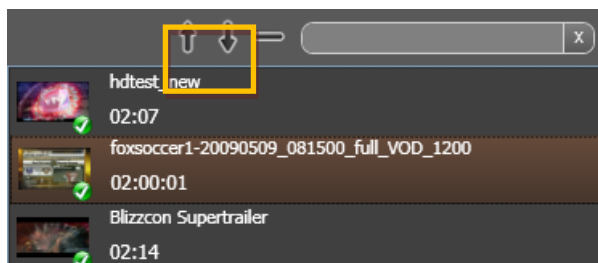 x
hdtest_new
02:07
foxsoccer1-20090509_081500_full_VOD_1200
02:00:01
Blizzcon Supertrailer
02:14